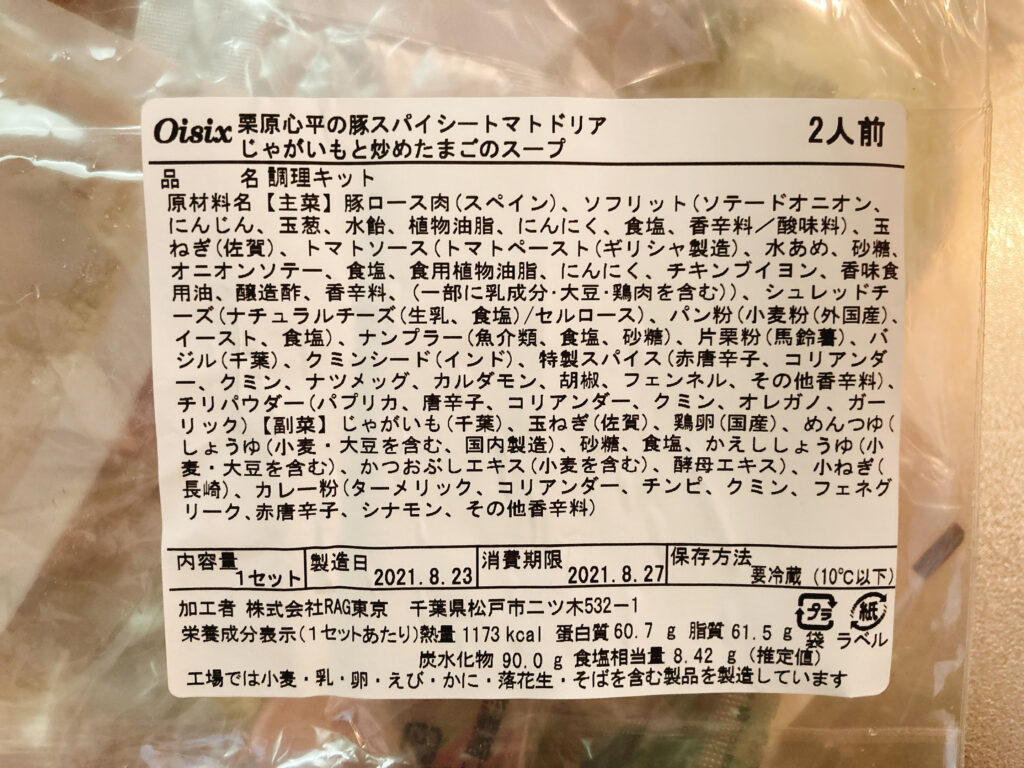 Oisix 栗原心平の豚スパイシートマトドリア 2人前
じゃがいもと炒めたまごのスープ
品 名 調理キット
原材料名【主菜】豚ロース肉(スペイン)、ソフリット(ソテードオニオン、
にんじん、玉葱、水飴、植物油脂、にんにく、食塩、香辛料/酸味料)、玉
ねぎ(佐賀)、トマトソース(トマトペースト(ギリシャ製造)、水あめ、砂糖、
オニオンソテー、食塩、食用植物油脂、にんにく、チキンブイヨン、香味食
用油、醸造酢、香辛料、(一部に乳成分・大豆・鶏肉を含む))、シュレッドチ
ーズ(ナチュラルチーズ(生乳、食塩)/セルロース)、パン粉(小麦粉(外国産)、
イースト、食塩)、ナンプラー(魚介類、食塩、砂糖)、片栗粉(馬鈴薯)、バ
ジル(千葉)、クミンシード(インド)、特製スパイス(赤唐辛子、コリアンダ
ー、クミン、ナツメッグ、カルダモン、胡椒、フェンネル、その他香辛料)、
チリパウダー(パプリカ、唐辛子、コリアンダー、クミン、オレガノ、ガー
リック)【副菜】じゃがいも(千葉)、玉ねぎ(佐賀)、鶏卵(国産)、めんつゆ(
しょうゆ(小麦・大豆を含む、国内製造)、砂糖、食塩、かえししょうゆ(小
麦・大豆を含む)、かつおぶしエキス(小麦を含む)、酵母エキス)、小ねぎ(
長崎)、カレー粉(ターメリック、コリアンダー、チンピ、クミン、フェネグ
リーク、赤唐辛子、シナモン、その他香辛料)
内容量 1セット 製造日 2021.8.23 消費期限 2021.8.27 保存方法 要冷蔵(10℃以下)
加工者 株式会社RAG東京 千葉県松戸市二ツ木532-1
プラ 紙
袋 ラベル
栄養成分表示(1セットあたり)熱量1173kcal 蛋白質60.7g 脂質61.5g
炭水化物 90.0g 食塩相当量 8.42g(推定値)
工場では小麦・乳・卵・えび・かに・落花生・そばを含む製品を製造しています